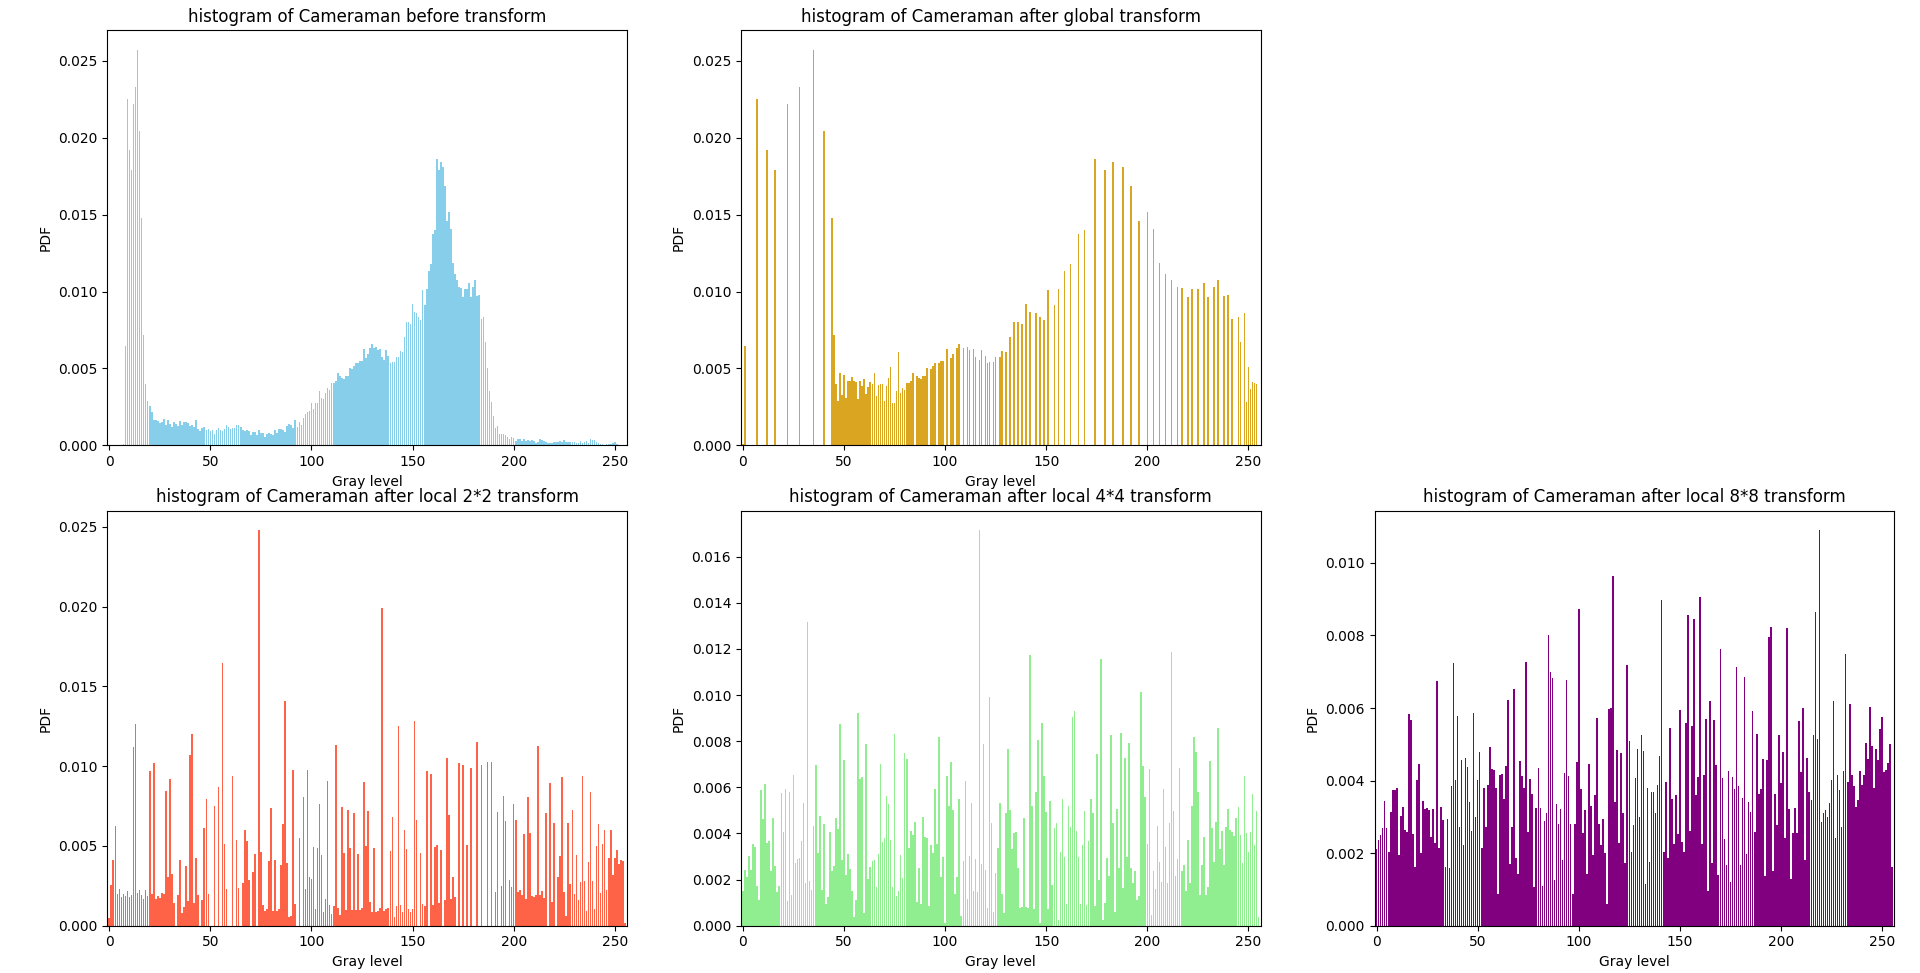 histogram of Cameraman before transform
PDF
0.025
0.020
0.015
0.010
0.005
0.000
0 50 100 150 200 250
Gray level
histogram of Cameraman after global transform
PDF
0.025
0.020
0.015
0.010
0.005
0.000
0 50 100 150 200 250
Gray level
histogram of Cameraman after local 2*2 transform
PDF
0.025
0.020
0.015
0.010
0.005
0.000
0 50 100 150 200 250
Gray level
histogram of Cameraman after local 4*4 transform
PDF
0.016
0.014
0.012
0.010
0.008
0.006
0.004
0.002
0.000
0 50 100 150 200 250
Gray level
histogram of Cameraman after local 8*8 transform
PDF
0.010
0.008
0.006
0.004
0.002
0.000
0 50 100 150 200 250
Gray level